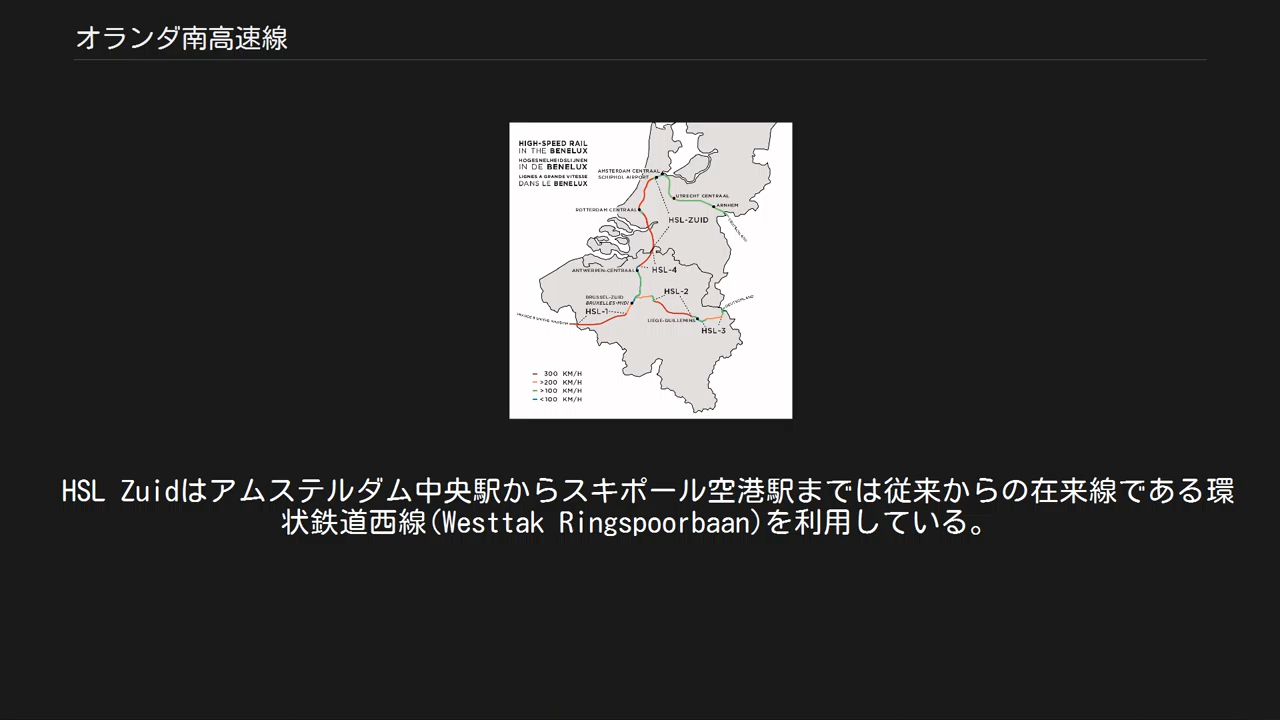 オランダ南高速線
HIGH-SPEED RAIL
IN THE BENELUX
HOGESNELHEIDSLIJNEN
IN DE BENELUX
LIGNES A GRANDE VITESSE
DANS LE BENELUX
AMSTERDAM CENTRAAL
SCHIPHOL AIRPORT
UTRECHT CENTRAAL
ARNHEM
ROTTERDAM CENTRAAL
HSL-ZUID
ANTWERPEN-CENTRAAL
HSL-4
HSL-2
BRUSSEL-ZUID
BRUXELLES-MIDI
DEUTSCHLAND
HSL-1
LIEGE-GUILLEMINS
HSL-3
300 KM/H
>200 KM/H
>100 KM/H
<100 KM/H
HSL Zuidはアムステルダム中央駅からスキポール空港駅までは従来からの在来線である環
状鉄道西線(Westtak Ringspoorbaan)を利用している。